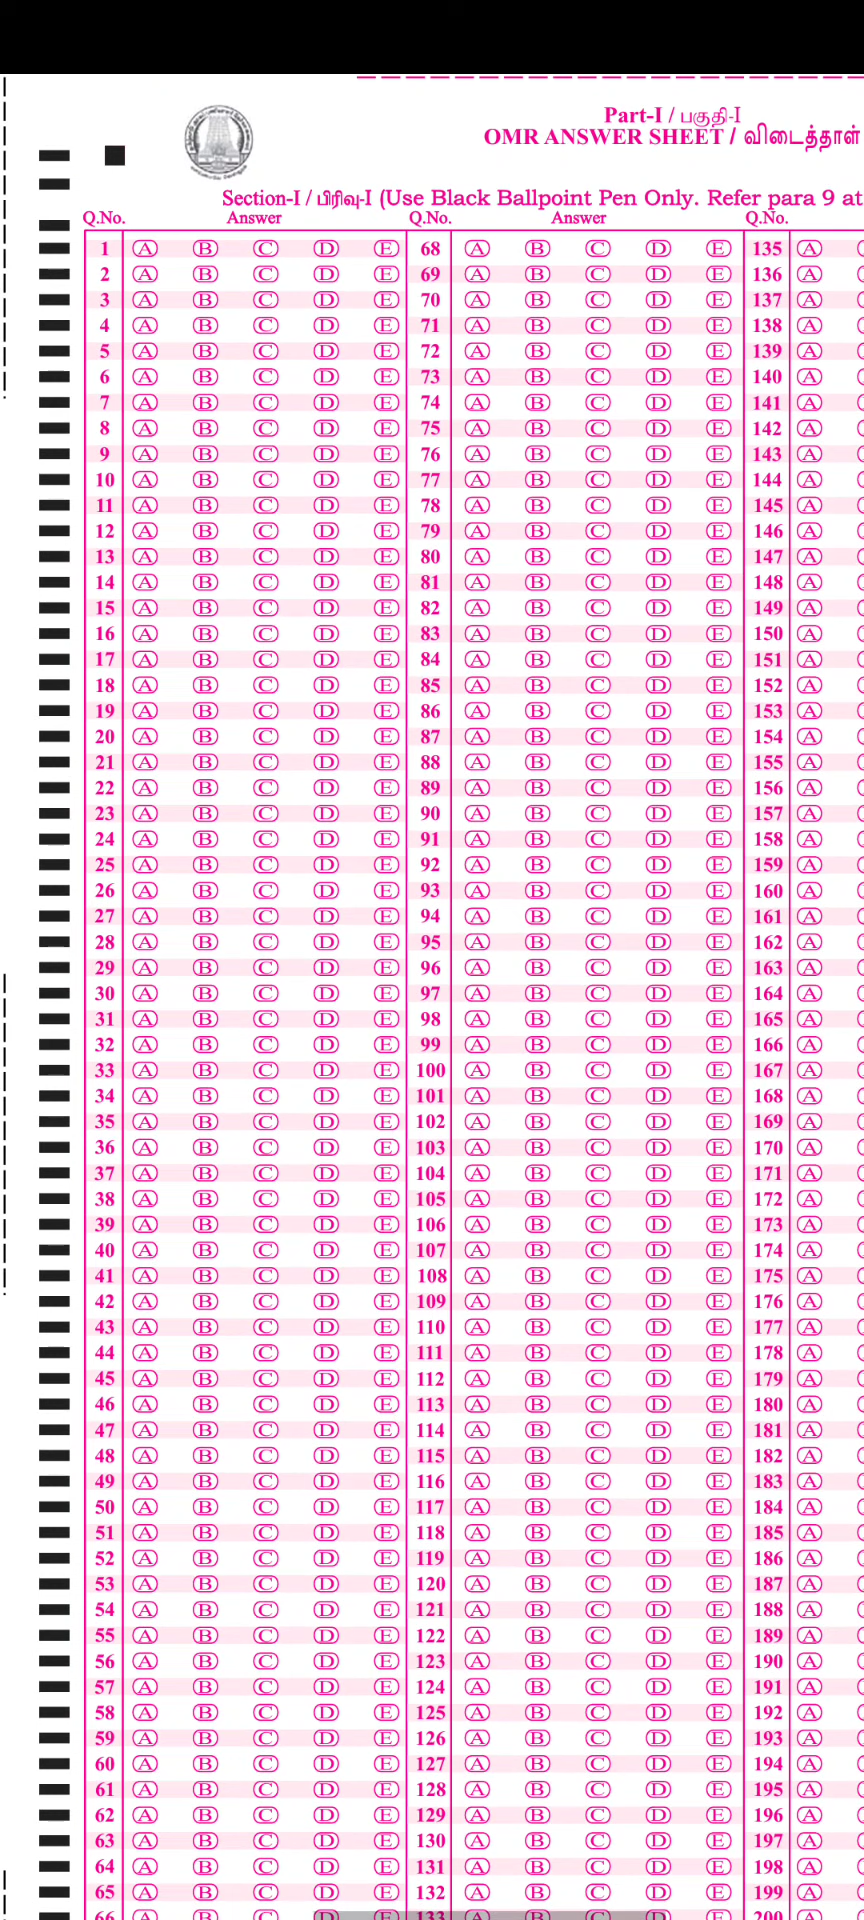 Part-I / பகுதி-I
OMR ANSWER SHEET / விடைத்தாள்
Section-I / பிரிவு-I (Use Black Ballpoint Pen Only. Refer para 9 at
Q.No. Answer Q.No. Answer Q.No.
1 A B C D E 68 A B C D E 135 A
2 A B C D E 69 A B C D E 136 A
3 A B C D E 70 A B C D E 137 A
4 A B C D E 71 A B C D E 138 A
5 A B C D E 72 A B C D E 139 A
6 A B C D E 73 A B C D E 140 A
7 A B C D E 74 A B C D E 141 A
8 A B C D E 75 A B C D E 142 A
9 A B C D E 76 A B C D E 143 A
10 A B C D E 77 A B C D E 144 A
11 A B C D E 78 A B C D E 145 A
12 A B C D E 79 A B C D E 146 A
13 A B C D E 80 A B C D E 147 A
14 A B C D E 81 A B C D E 148 A
15 A B C D E 82 A B C D E 149 A
16 A B C D E 83 A B C D E 150 A
17 A B C D E 84 A B C D E 151 A
18 A B C D E 85 A B C D E 152 A
19 A B C D E 86 A B C D E 153 A
20 A B C D E 87 A B C D E 154 A
21 A B C D E 88 A B C D E 155 A
22 A B C D E 89 A B C D E 156 A
23 A B C D E 90 A B C D E 157 A
24 A B C D E 91 A B C D E 158 A
25 A B C D E 92 A B C D E 159 A
26 A B C D E 93 A B C D E 160 A
27 A B C D E 94 A B C D E 161 A
28 A B C D E 95 A B C D E 162 A
29 A B C D E 96 A B C D E 163 A
30 A B C D E 97 A B C D E 164 A
31 A B C D E 98 A B C D E 165 A
32 A B C D E 99 A B C D E 166 A
33 A B C D E 100 A B C D E 167 A
34 A B C D E 101 A B C D E 168 A
35 A B C D E 102 A B C D E 169 A
36 A B C D E 103 A B C D E 170 A
37 A B C D E 104 A B C D E 171 A
38 A B C D E 105 A B C D E 172 A
39 A B C D E 106 A B C D E 173 A
40 A B C D E 107 A B C D E 174 A
41 A B C D E 108 A B C D E 175 A
42 A B C D E 109 A B C D E 176 A
43 A B C D E 110 A B C D E 177 A
44 A B C D E 111 A B C D E 178 A
45 A B C D E 112 A B C D E 179 A
46 A B C D E 113 A B C D E 180 A
47 A B C D E 114 A B C D E 181 A
48 A B C D E 115 A B C D E 182 A
49 A B C D E 116 A B C D E 183 A
50 A B C D E 117 A B C D E 184 A
51 A B C D E 118 A B C D E 185 A
52 A B C D E 119 A B C D E 186 A
53 A B C D E 120 A B C D E 187 A
54 A B C D E 121 A B C D E 188 A
55 A B C D E 122 A B C D E 189 A
56 A B C D E 123 A B C D E 190 A
57 A B C D E 124 A B C D E 191 A
58 A B C D E 125 A B C D E 192 A
59 A B C D E 126 A B C D E 193 A
60 A B C D E 127 A B C D E 194 A
61 A B C D E 128 A B C D E 195 A
62 A B C D E 129 A B C D E 196 A
63 A B C D E 130 A B C D E 197 A
64 A B C D E 131 A B C D E 198 A
65 A B C D E 132 A B C D E 199 A
66 A B C D E 133 A B C D E 200 A